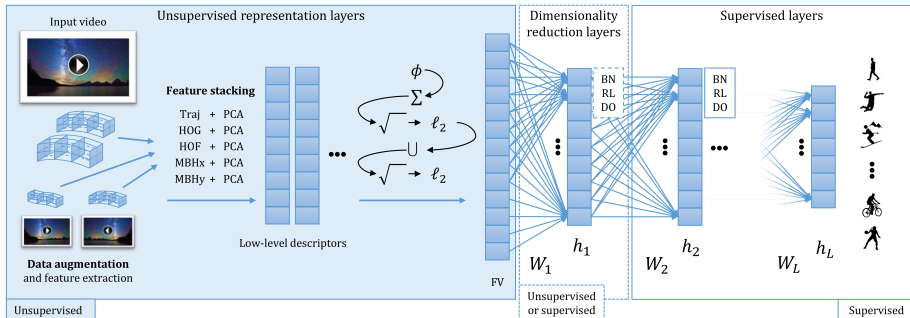 Unsupervised representation layers
Input video
Feature stacking
Traj + PCA
HOG + PCA
HOF + PCA
MBHx + PCA
MBHy + PCA
Data augmentation
and feature extraction
Low-level descriptors
ϕ
Σ
√ → ℓ₂
∪
√ → ℓ₂
FV
Unsupervised
Dimensionality
reduction layers
W₁
h₁
BN
RL
DO
Unsupervised
or supervised
Supervised layers
W₂
h₂
BN
RL
DO
W_L
h_L
Supervised